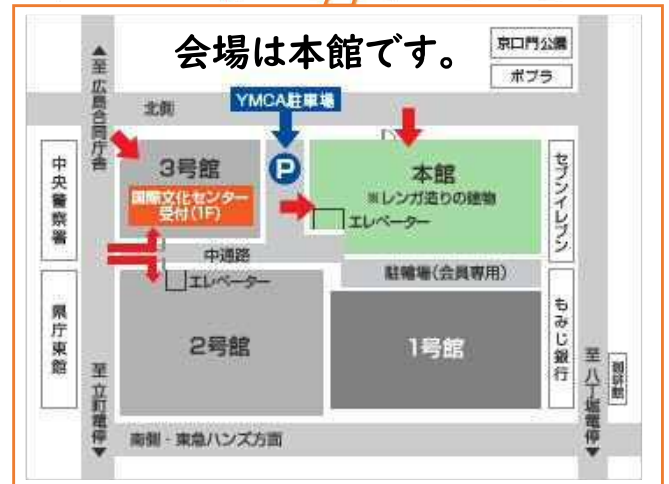 会場は本館です。
京口門公園
ポプラ
▲至 広島合同庁舎
北側
YMCA駐車場
P
中央警察署
3号館
国際文化センター
受付(1F)
本館
※レンガ造りの建物
エレベーター
セブンイレブン
中通路
エレベーター
駐輪場(会員専用)
県庁東館
2号館
1号館
もみじ銀行
至 立町電停▼
至 八丁堀電停▼
南側・東急ハンズ方面